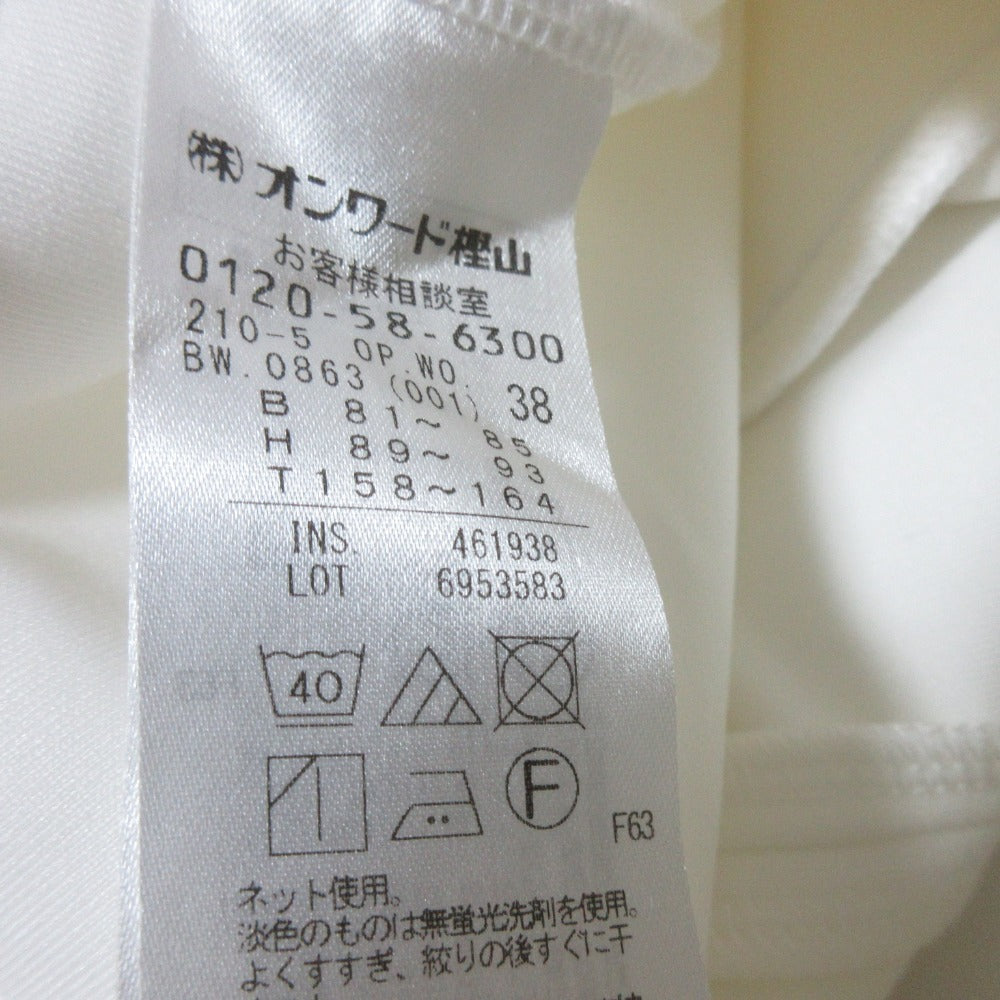 ㈱オンワード樫山
お客様相談室
0120-58-6300
210-5 OP.WO.
BW.0863 (001) 38
B 81~85
H 89~93
T 158~164
INS. 461938
LOT 6953583
40
F
F63
ネット使用。
淡色のものは無蛍光洗剤を使用。
よくすすぎ、絞りの後すぐに干